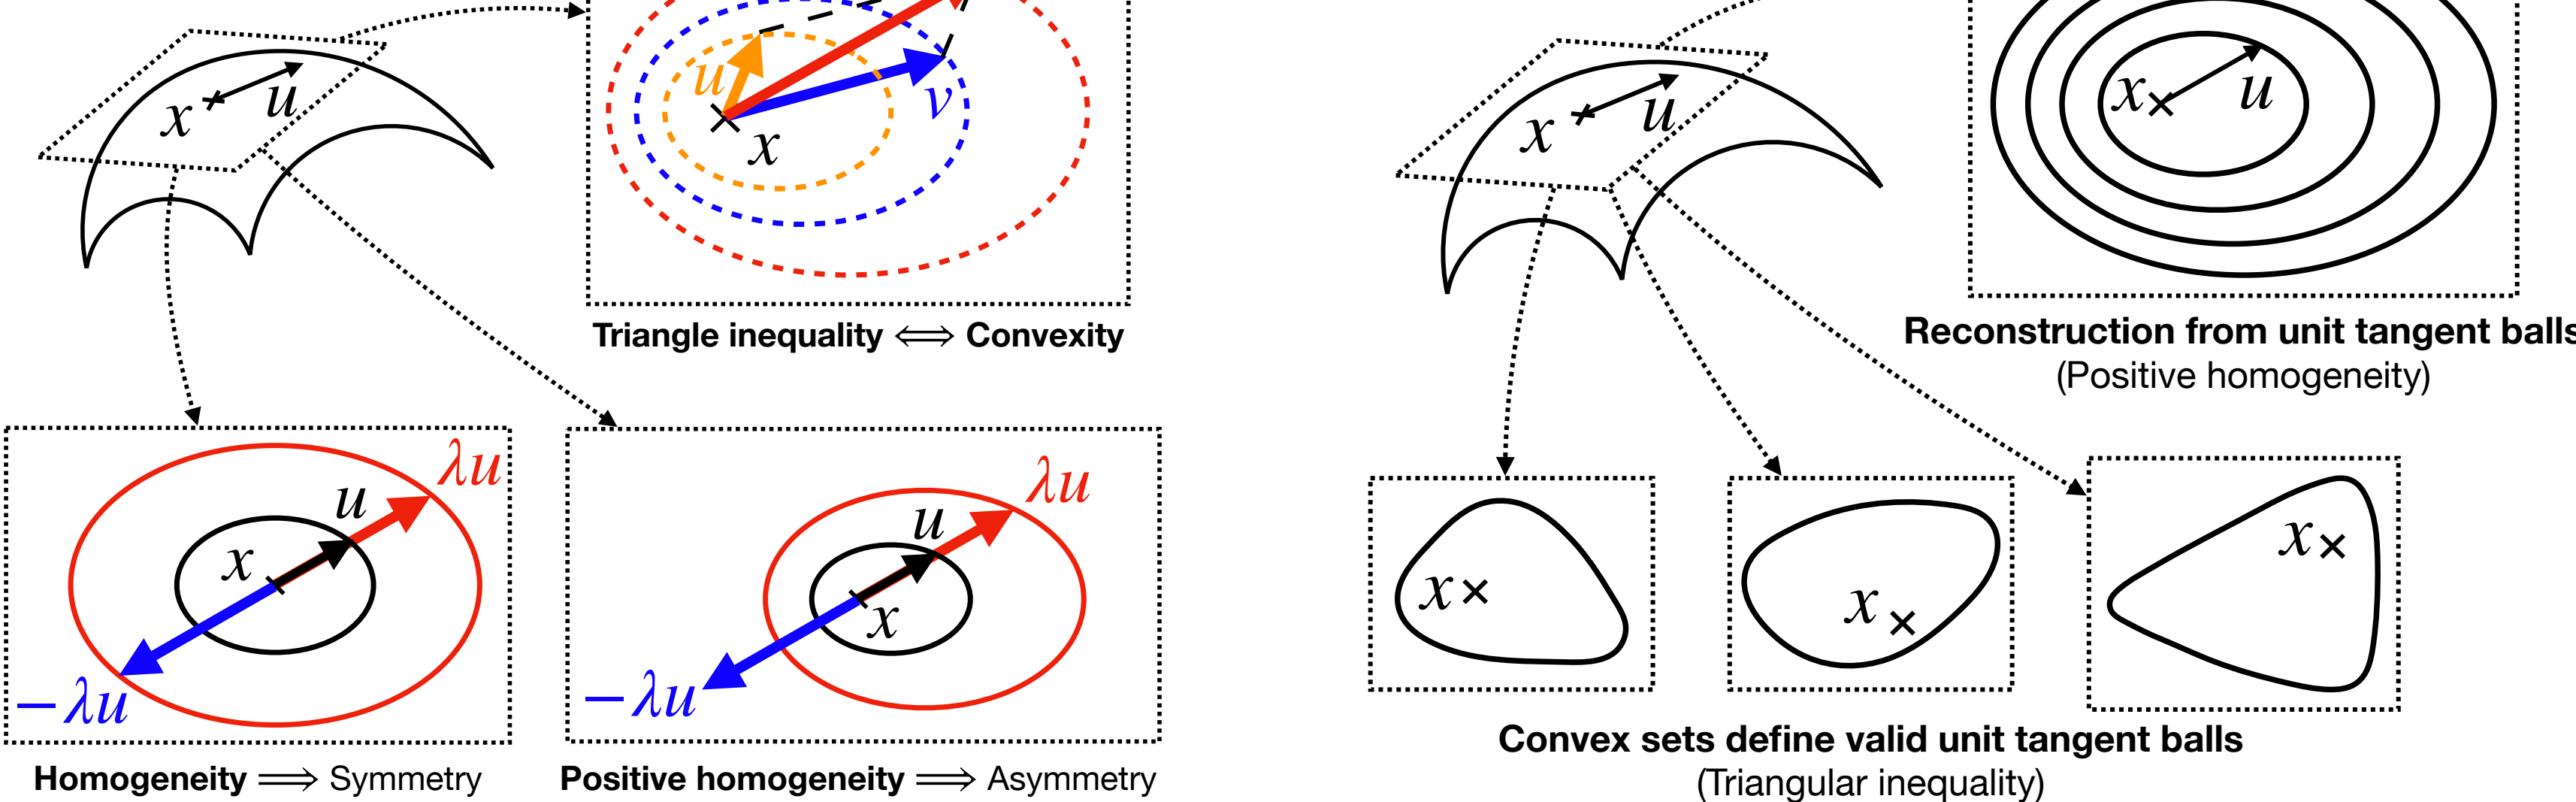 x u
u v
x
Triangle inequality ⟺ Convexity
λu
u
x
−λu
Homogeneity ⟹ Symmetry
λu
u
x
−λu
Positive homogeneity ⟹ Asymmetry
x u
x u
Reconstruction from unit tangent balls
(Positive homogeneity)
x
x
x
Convex sets define valid unit tangent balls
(Triangular inequality)